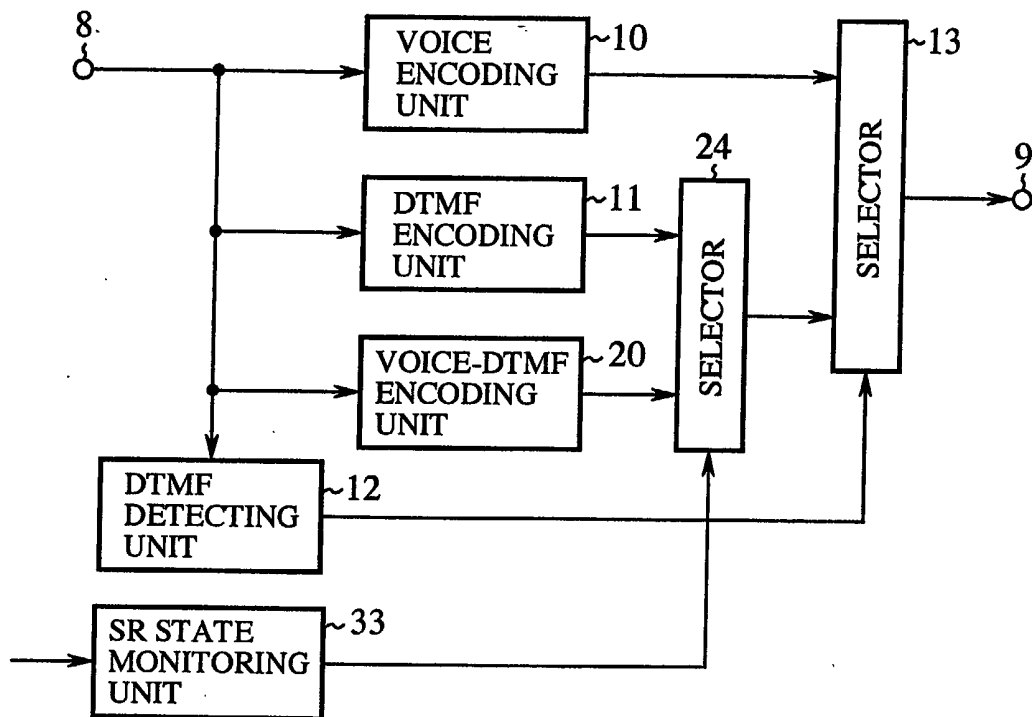 8
VOICE
ENCODING
UNIT
10
13
SELECTOR
9
24
SELECTOR
DTMF
ENCODING
UNIT
11
VOICE-DTMF
ENCODING
UNIT
20
DTMF
DETECTING
UNIT
12
SR STATE
MONITORING
UNIT
33